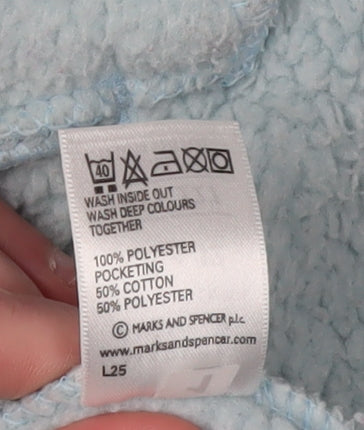 40
WASH INSIDE OUT
WASH DEEP COLOURS
TOGETHER
100% POLYESTER
POCKETING
50% COTTON
50% POLYESTER
© MARKS AND SPENCER p.l.c.
www.marksandspencer.com
L25